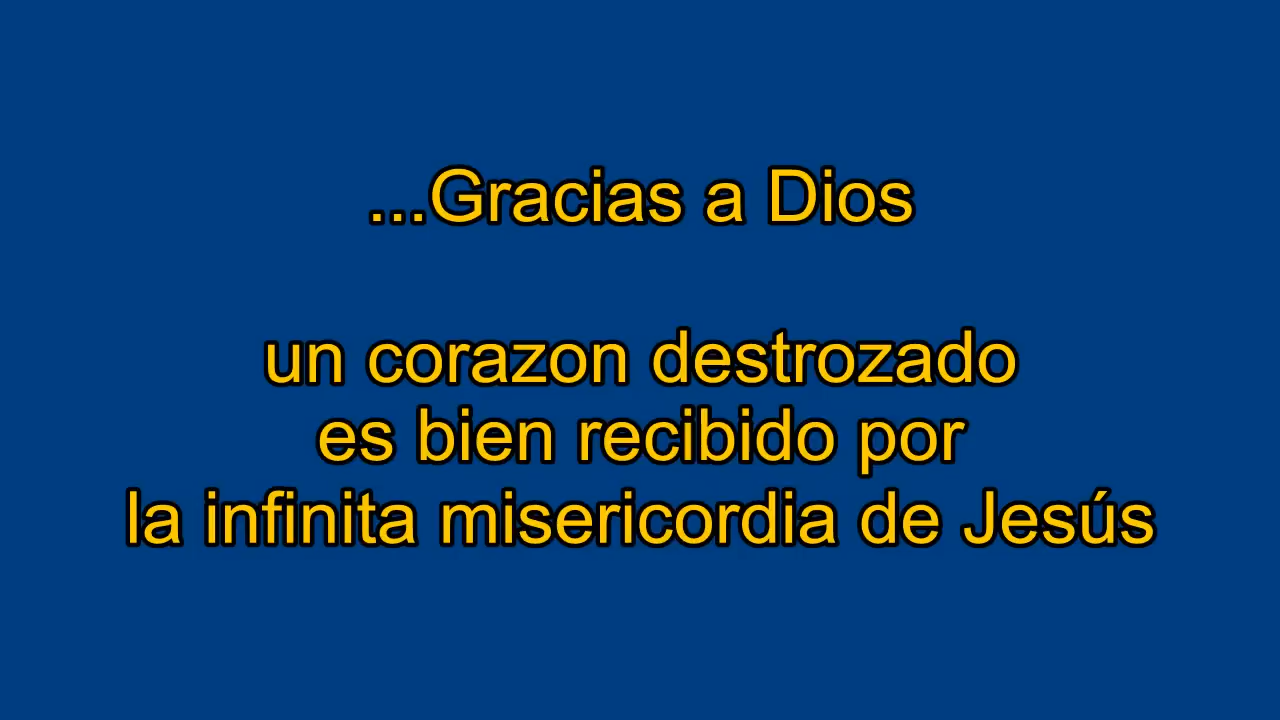 ...Gracias a Dios
un corazon destrozado
es bien recibido por
la infinita misericordia de Jesús